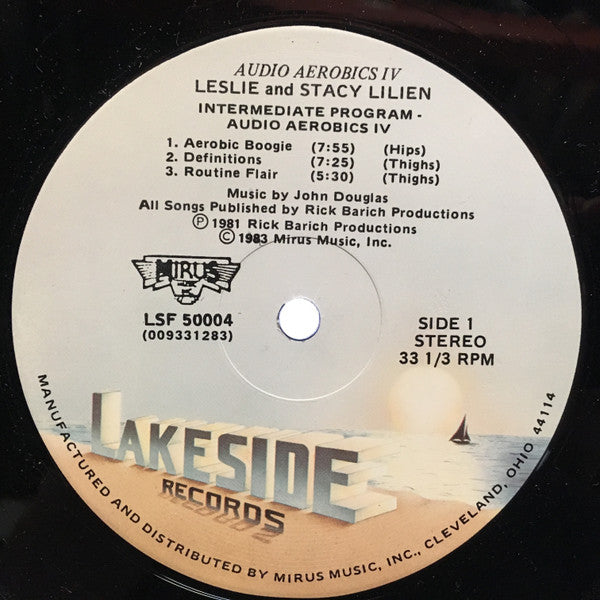 AUDIO AEROBICS IV
LESLIE and STACY LILIEN
INTERMEDIATE PROGRAM -
AUDIO AEROBICS IV
1. Aerobic Boogie (7:55) (Hips)
2. Definitions (7:25) (Thighs)
3. Routine Flair (5:30) (Thighs)
Music by John Douglas
All Songs Published by Rick Barich Productions
Ⓟ 1981 Rick Barich Productions
© 1983 Mirus Music, Inc.
MIRUS
LSF 50004
(009331283)
SIDE 1
STEREO
33 1/3 RPM
LAKESIDE
RECORDS
MANUFACTURED AND DISTRIBUTED BY MIRUS MUSIC, INC., CLEVELAND, OHIO 44114